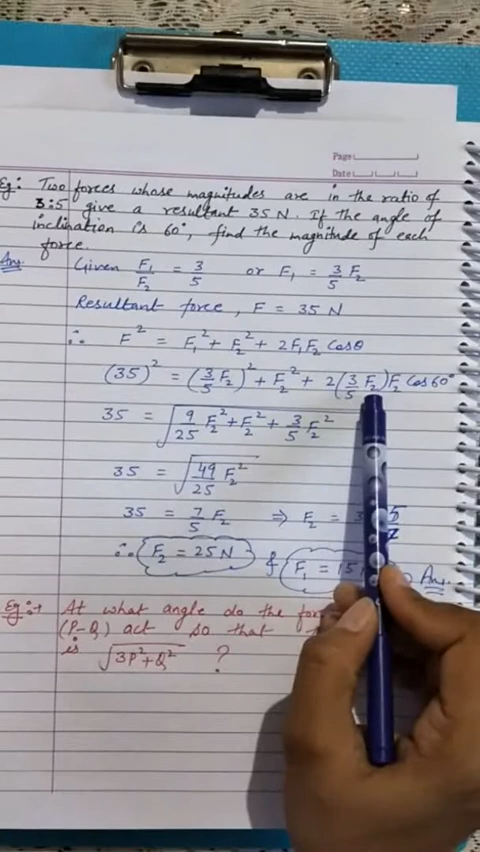 Page:
Date:
Eg: Two forces whose magnitudes are in the ratio of
3:5 give a resultant 35 N. If the angle of
inclination is 60°, find the magnitude of each
force.
Ans. Given F₁/F₂ = 3/5 or F₁ = 3/5 F₂
Resultant force, F = 35 N
∴ F² = F₁² + F₂² + 2F₁F₂ Cosθ
(35)² = (3/5 F₂)² + F₂² + 2(3/5 F₂)F₂ Cos60°
35 = √(9/25 F₂² + F₂² + 3/5 F₂²)
35 = √(49/25 F₂²)
35 = 7/5 F₂ ⇒ F₂ = 5/7
∴ F₂ = 25 N & F₁ = 15 Ans.
Eg:→ At what angle do the
(P-Q) act so that
is √(3P²+Q²) ?